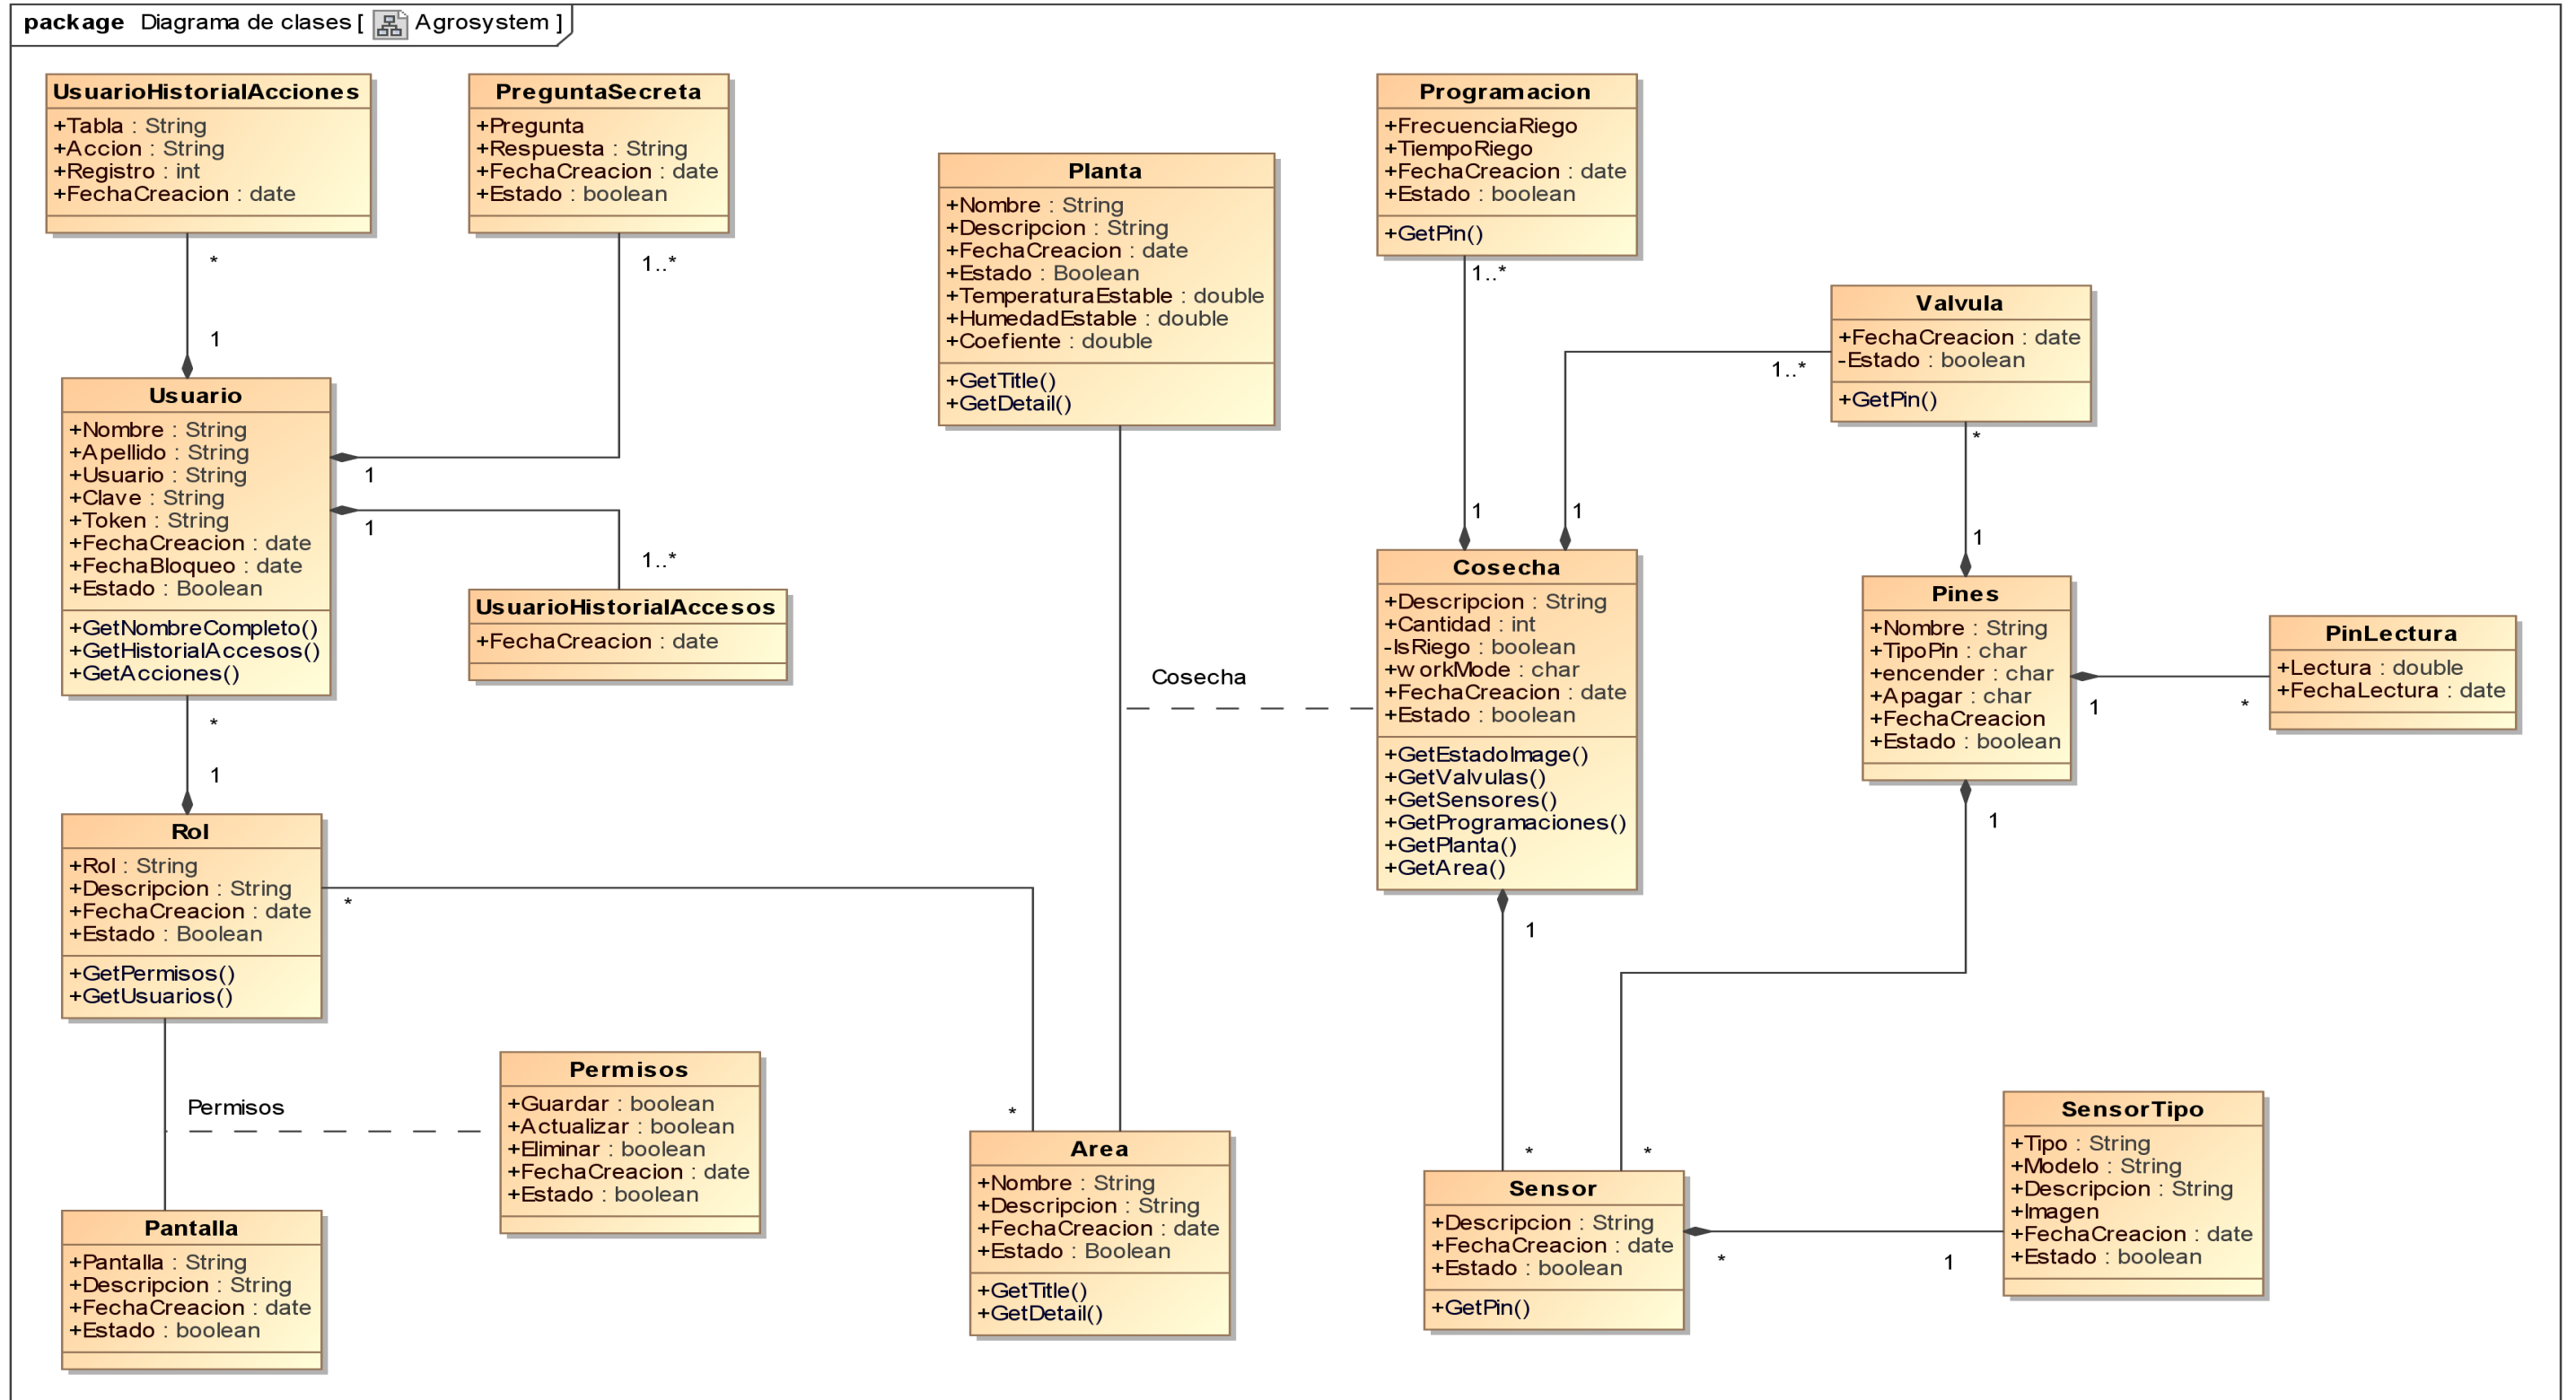 package Diagrama de clases [ Agrosystem ]
UsuarioHistorialAcciones
+Tabla : String
+Accion : String
+Registro : int
+FechaCreacion : date
PreguntaSecreta
+Pregunta
+Respuesta : String
+FechaCreacion : date
+Estado : boolean
Planta
+Nombre : String
+Descripcion : String
+FechaCreacion : date
+Estado : Boolean
+TemperaturaEstable : double
+HumedadEstable : double
+Coefiente : double
+GetTitle()
+GetDetail()
Programacion
+FrecuenciaRiego
+TiempoRiego
+FechaCreacion : date
+Estado : boolean
+GetPin()
Valvula
+FechaCreacion : date
-Estado : boolean
+GetPin()
*
1
1..*
1
1
1..*
1..*
1
1..*
1
*
1
Usuario
+Nombre : String
+Apellido : String
+Usuario : String
+Clave : String
+Token : String
+FechaCreacion : date
+FechaBloqueo : date
+Estado : Boolean
+GetNombreCompleto()
+GetHistorialAccesos()
+GetAcciones()
UsuarioHistorialAccesos
+FechaCreacion : date
Cosecha
Cosecha
+Descripcion : String
+Cantidad : int
-IsRiego : boolean
+workMode : char
+FechaCreacion : date
+Estado : boolean
+GetEstadoImage()
+GetValvulas()
+GetSensores()
+GetProgramaciones()
+GetPlanta()
+GetArea()
Pines
+Nombre : String
+TipoPin : char
+encender : char
+Apagar : char
+FechaCreacion
+Estado : boolean
1
*
PinLectura
+Lectura : double
+FechaLectura : date
*
1
Rol
+Rol : String
+Descripcion : String
+FechaCreacion : date
+Estado : Boolean
+GetPermisos()
+GetUsuarios()
*
*
1
*
1
*
Permisos
Permisos
+Guardar : boolean
+Actualizar : boolean
+Eliminar : boolean
+FechaCreacion : date
+Estado : boolean
Pantalla
+Pantalla : String
+Descripcion : String
+FechaCreacion : date
+Estado : boolean
Area
+Nombre : String
+Descripcion : String
+FechaCreacion : date
+Estado : Boolean
+GetTitle()
+GetDetail()
Sensor
+Descripcion : String
+FechaCreacion : date
+Estado : boolean
+GetPin()
*
1
SensorTipo
+Tipo : String
+Modelo : String
+Descripcion : String
+Imagen
+FechaCreacion : date
+Estado : boolean